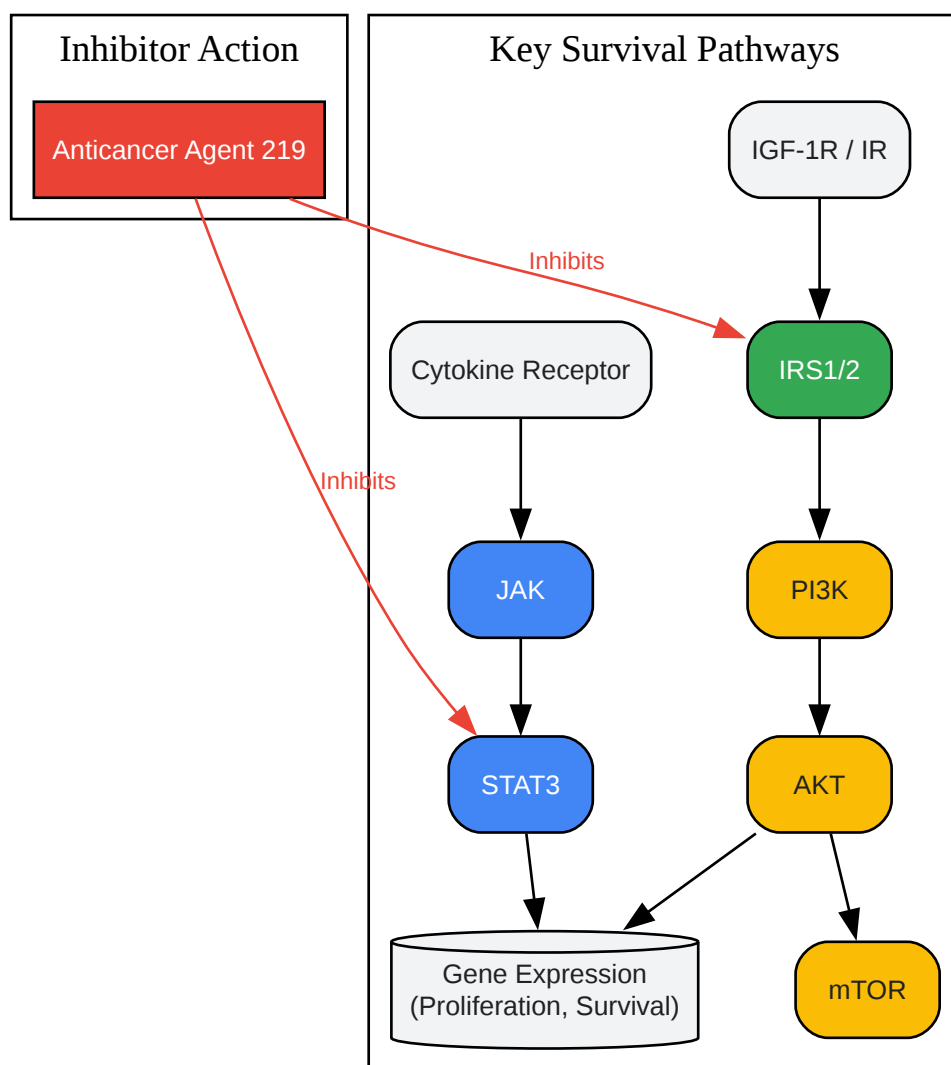 Inhibitor Action
Key Survival Pathways
Anticancer Agent 219
IGF-1R / IR
Inhibits
Cytokine Receptor
IRS1/2
Inhibits
JAK
PI3K
STAT3
AKT
Gene Expression
(Proliferation, Survival)
mTOR